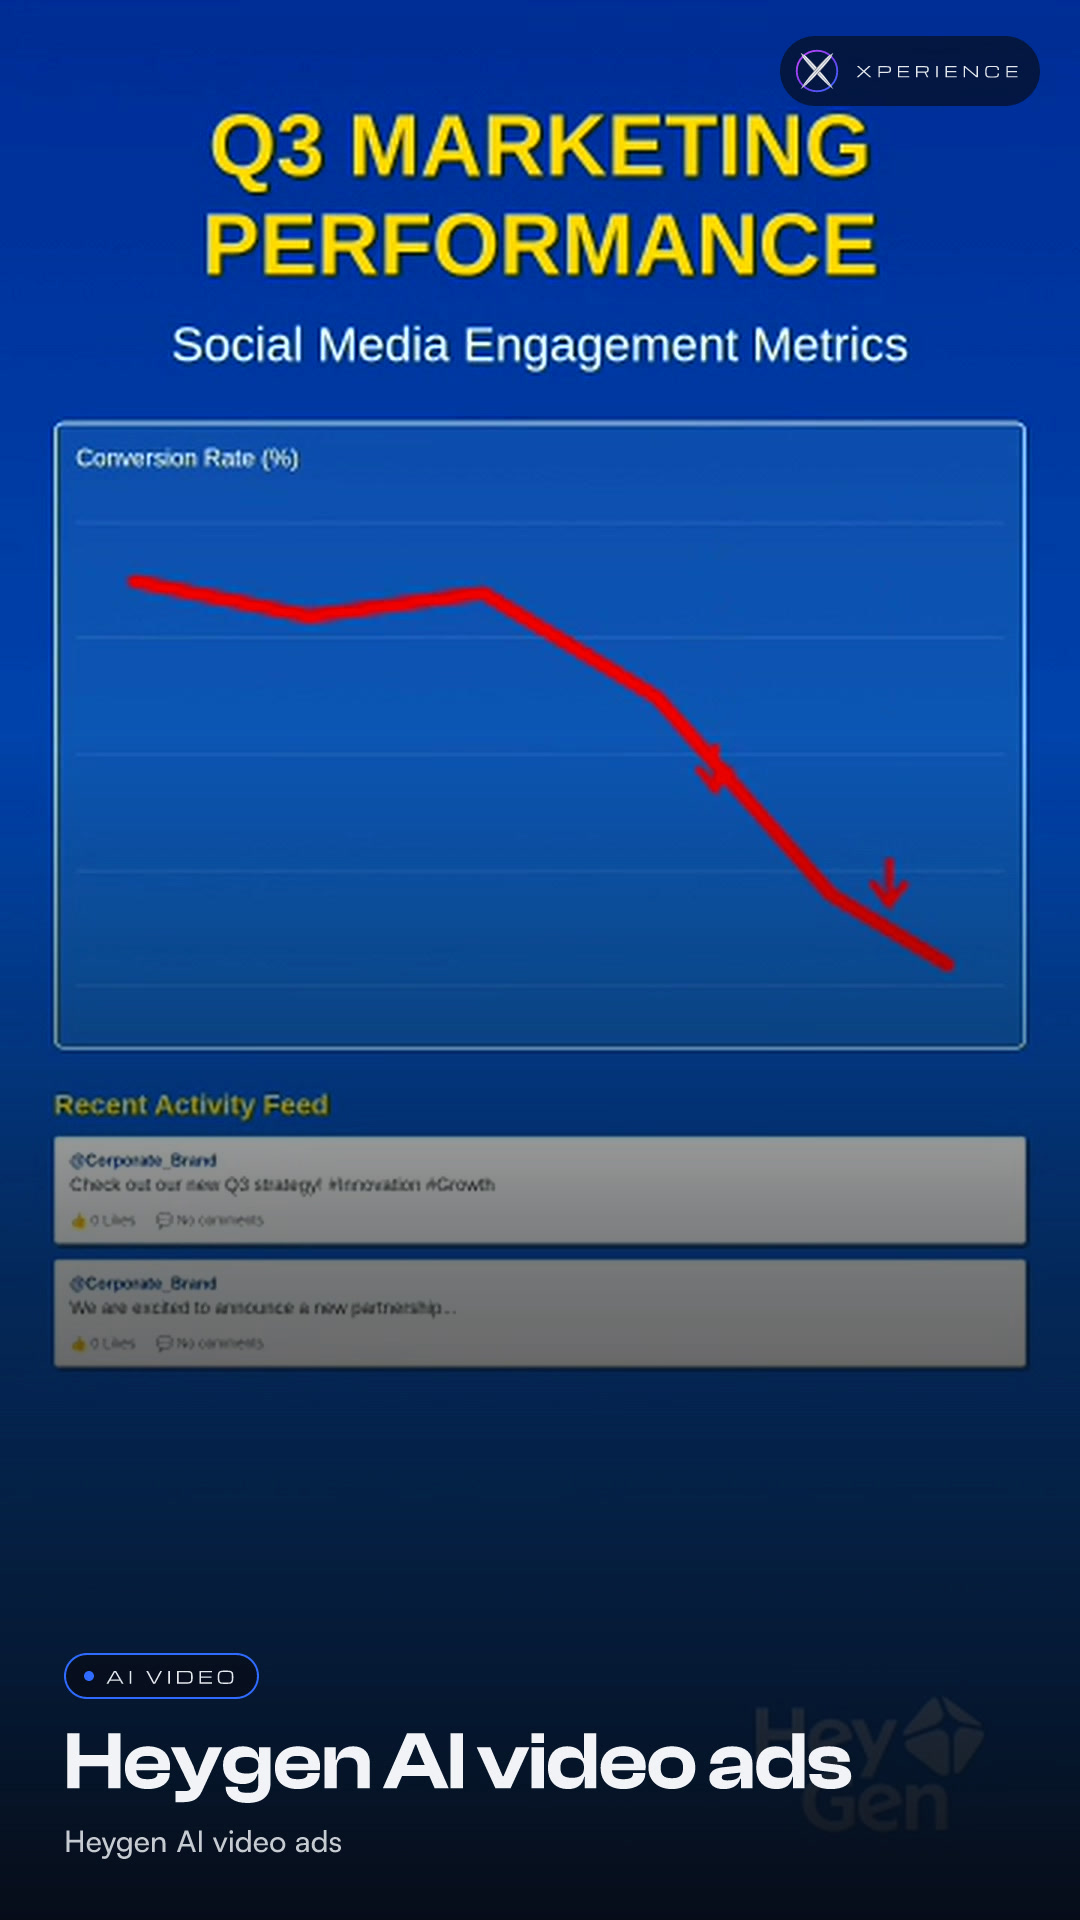 XPERIENCE
Q3 MARKETING
PERFORMANCE
Social Media Engagement Metrics
Conversion Rate (%)
Recent Activity Feed
@Corporate_Brand
Check out our new Q3 strategy! #Innovation #Growth
👍 0 Likes 💬 No comments
@Corporate_Brand
We are excited to announce a new partnership...
👍 0 Likes 💬 No comments
AI VIDEO
Heygen AI video ads
Heygen AI video ads
Hey
Gen